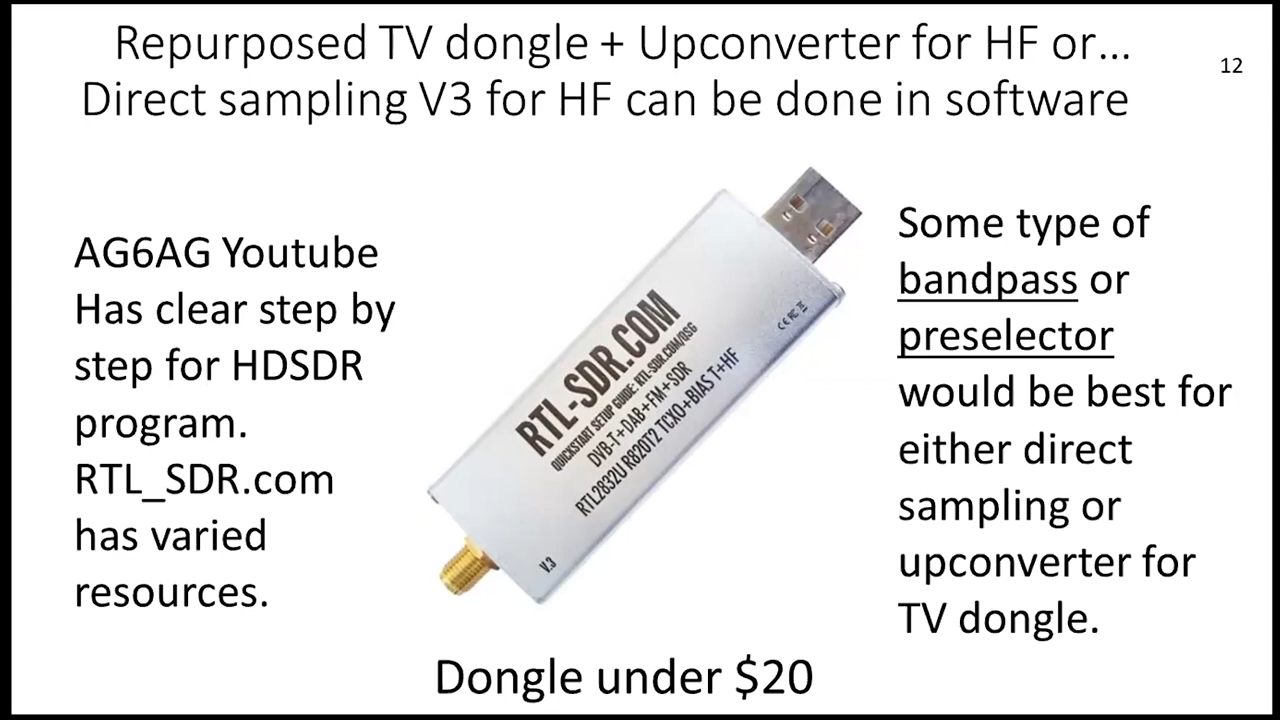 Repurposed TV dongle + Upconverter for HF or...
Direct sampling V3 for HF can be done in software
12
AG6AG Youtube
Has clear step by
step for HDSDR
program.
RTL_SDR.com
has varied
resources.
RTL-SDR.COM
QUICKSTART SETUP GUIDE: RTL-SDR.COM/QSG
DVB-T+DAB+FM+SDR
RTL2832U R820T2 TCXO+BIAS T+HF
V.3
CE FC
Some type of
bandpass or
preselector
would be best for
either direct
sampling or
upconverter for
TV dongle.
Dongle under $20